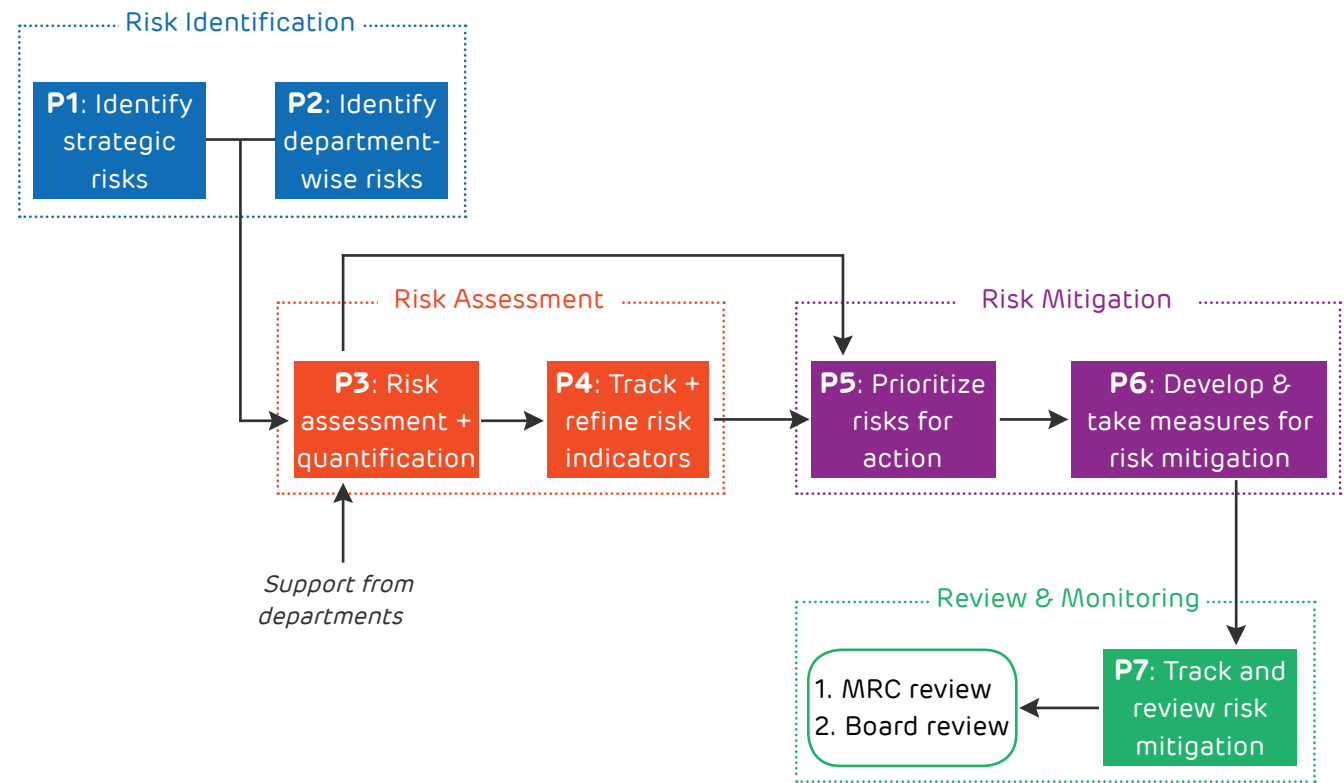 Risk Identification
P1: Identify
strategic
risks
P2: Identify
department-
wise risks
Risk Assessment
P3: Risk
assessment +
quantification
P4: Track +
refine risk
indicators
Support from
departments
Risk Mitigation
P5: Prioritize
risks for
action
P6: Develop &
take measures for
risk mitigation
Review & Monitoring
P7: Track and
review risk
mitigation
1. MRC review
2. Board review